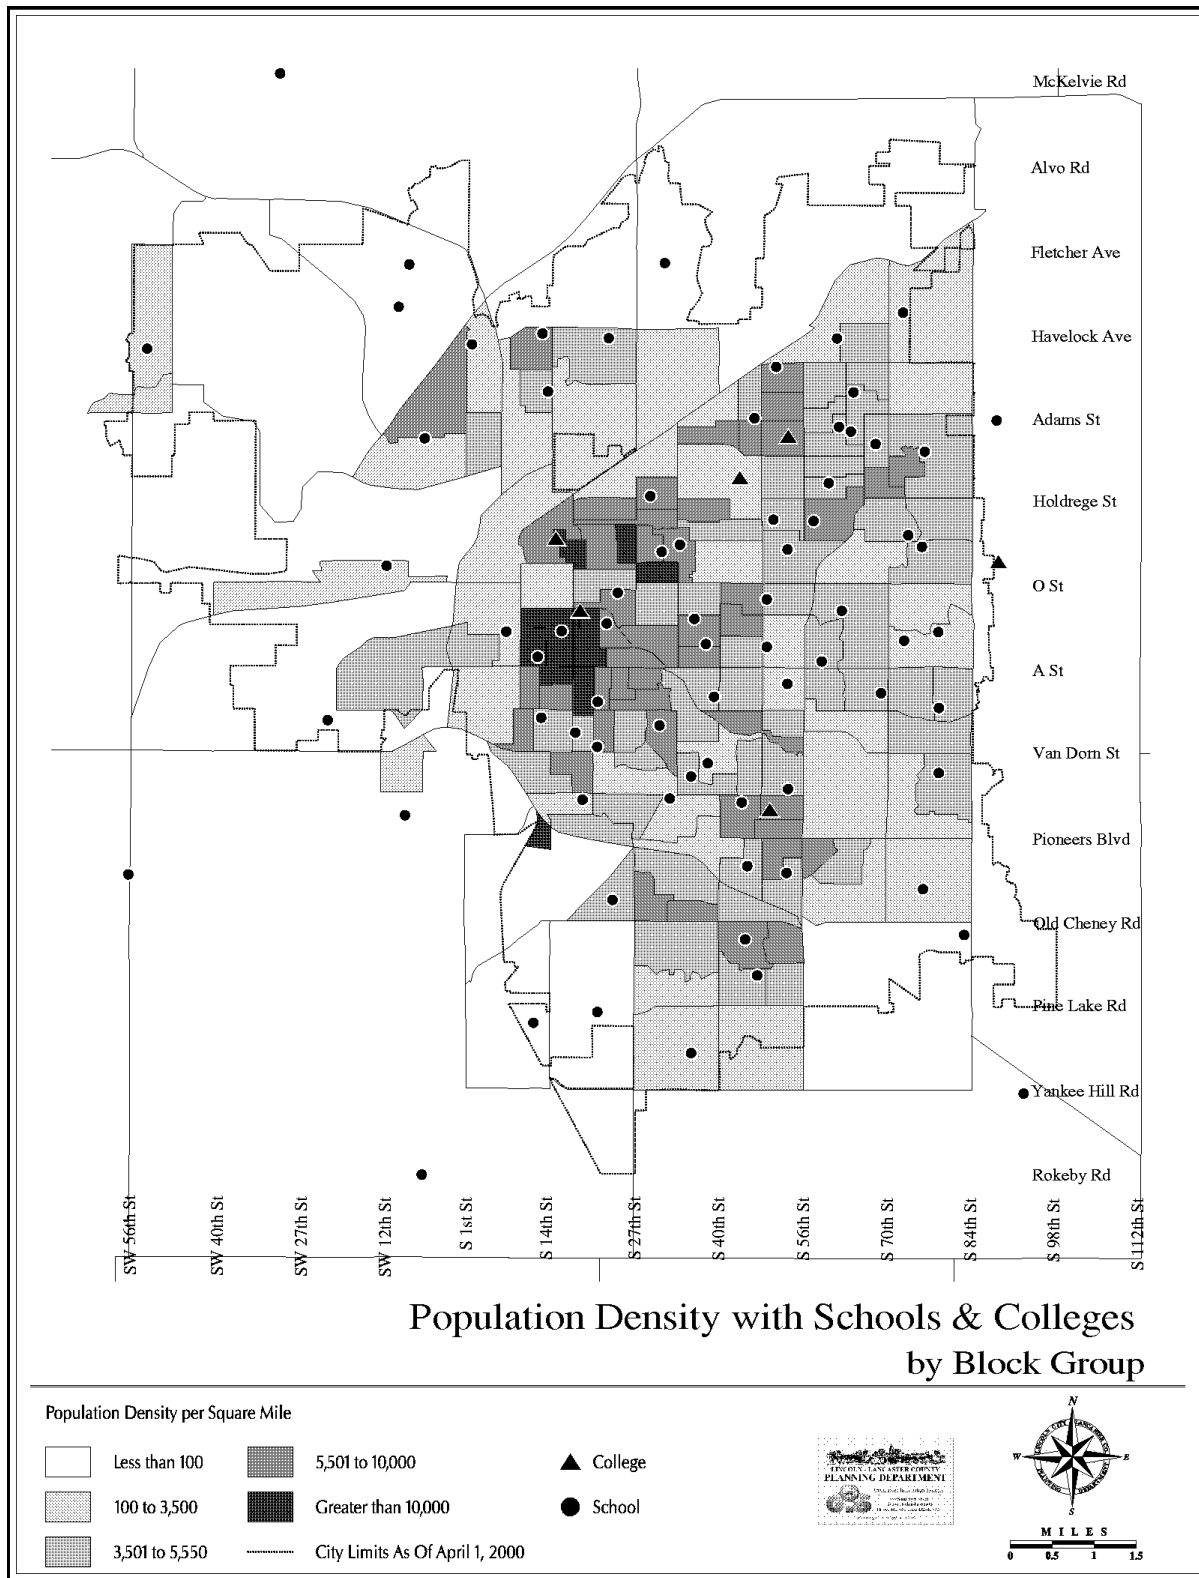 McKelvie Rd
Alvo Rd
Fletcher Ave
Havelock Ave
Adams St
Holdrege St
O St
A St
Van Dorn St
Pioneers Blvd
Old Cheney Rd
Pine Lake Rd
Yankee Hill Rd
Rokeby Rd
SW 56th St
SW 40th St
SW 27th St
SW 12th St
S 1st St
S 14th St
S 27th St
S 40th St
S 56th St
S 70th St
S 84th St
S 98th St
S 112th St
Population Density with Schools & Colleges
by Block Group
Population Density per Square Mile
Less than 100
100 to 3,500
3,501 to 5,550
5,501 to 10,000
Greater than 10,000
City Limits As Of April 1, 2000
College
School
LINCOLN - LANCASTER COUNTY
PLANNING DEPARTMENT
N
W
E
S
MILES
0 0.5 1 1.5